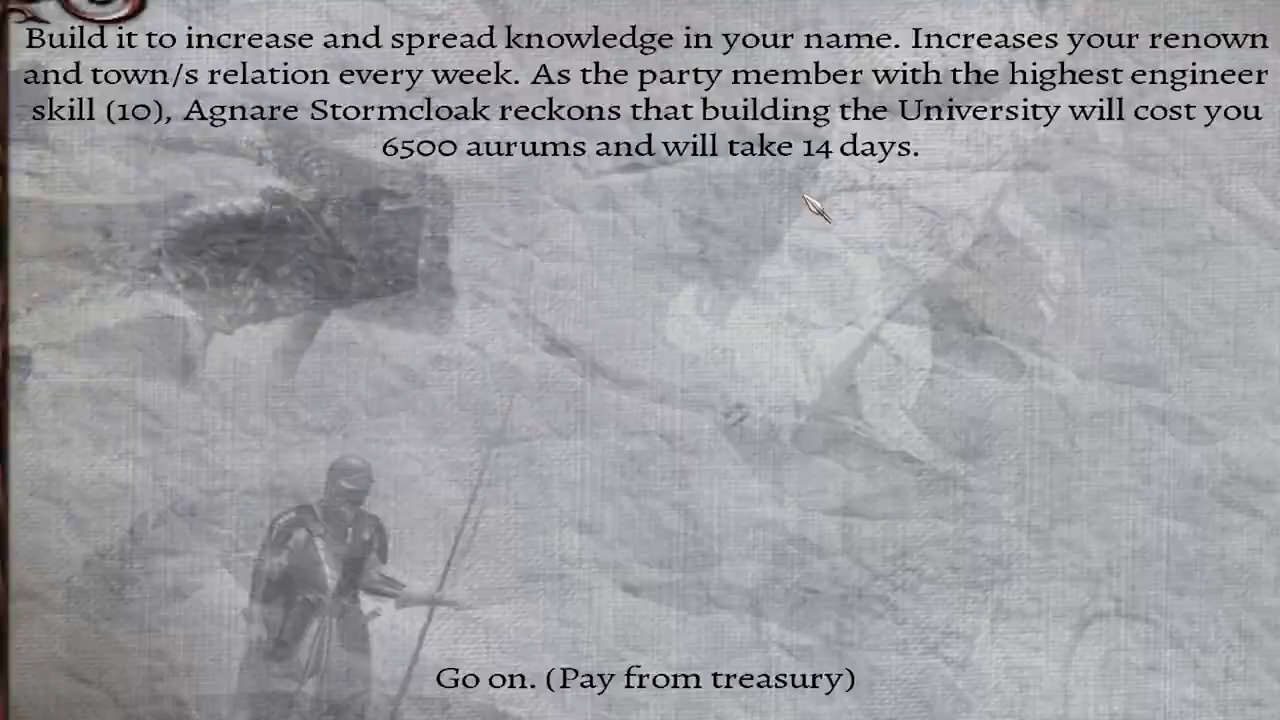 Build it to increase and spread knowledge in your name. Increases your renown
and town/s relation every week. As the party member with the highest engineer
skill (10), Agnare Stormcloak reckons that building the University will cost you
6500 aurums and will take 14 days.
Go on. (Pay from treasury)